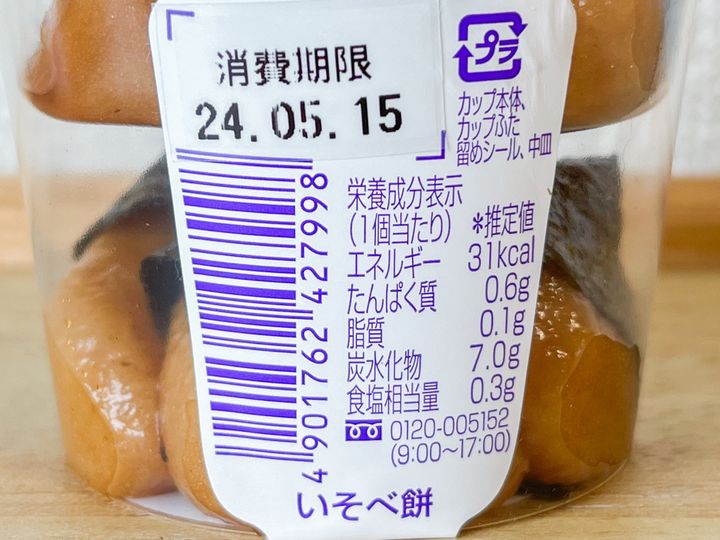 消費期限
24.05.15
プラ
カップ本体、
カップふた
留めシール、中皿
栄養成分表示
(1個当たり) *推定値
エネルギー 31kcal
たんぱく質 0.6g
脂質 0.1g
炭水化物 7.0g
食塩相当量 0.3g
0120-005152
(9:00～17:00)
4901762427998
いそべ餅